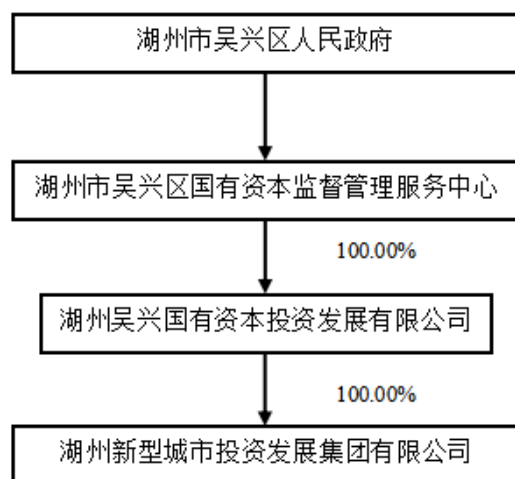 湖州市吴兴区人民政府
湖州市吴兴区国有资本监督管理服务中心
100.00%
湖州吴兴国有资本投资发展有限公司
100.00%
湖州新型城市投资发展集团有限公司